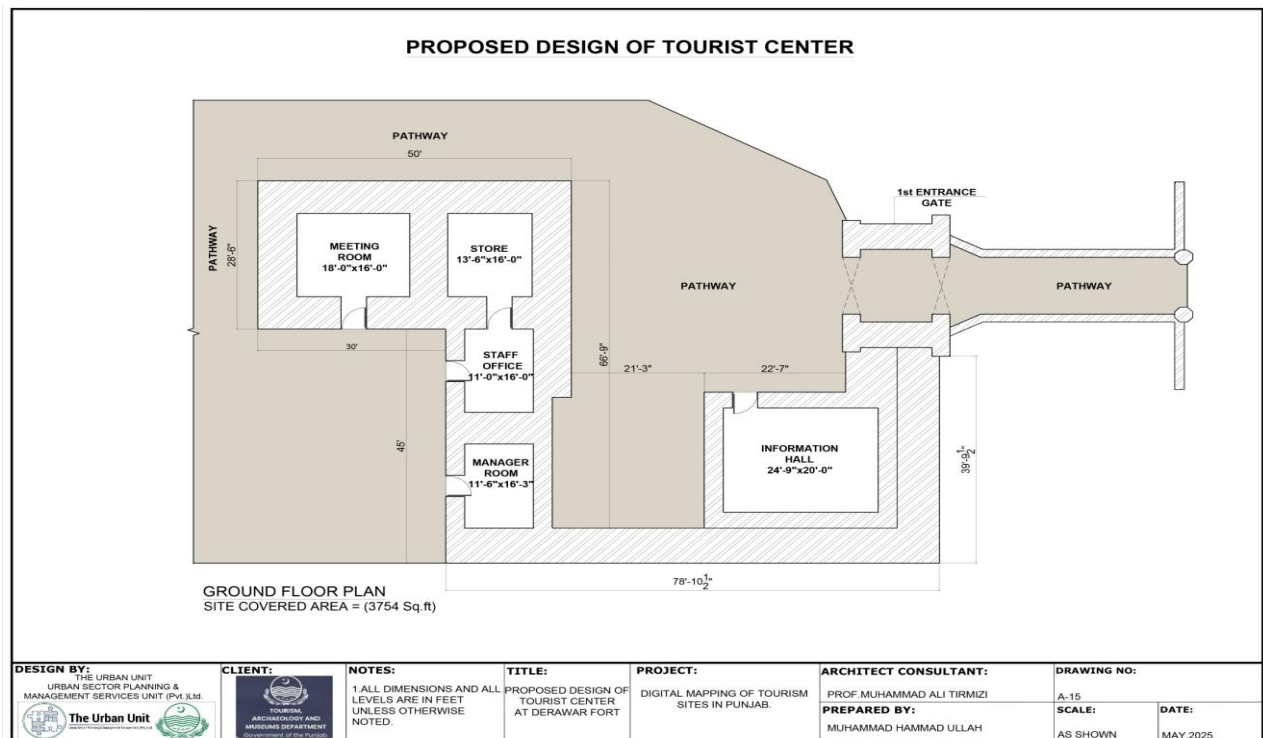 PROPOSED DESIGN OF TOURIST CENTER
PATHWAY
50'
1st ENTRANCE
GATE
PATHWAY
28'-6"
MEETING
ROOM
18'-0"x16'-0"
STORE
13'-6"x16'-0"
PATHWAY
PATHWAY
30'
STAFF
OFFICE
11'-0"x16'-0"
66'-9"
21'-3"
22'-7"
45'
MANAGER
ROOM
11'-6"x16'-3"
INFORMATION
HALL
24'-9"x20'-0"
39'-9 1/2"
78'-10 1/2"
GROUND FLOOR PLAN
SITE COVERED AREA = (3754 Sq.ft)
DESIGN BY:
THE URBAN UNIT
URBAN SECTOR PLANNING &
MANAGEMENT SERVICES UNIT (Pvt.)Ltd.
The Urban Unit
CLIENT:
TOURISM,
ARCHAEOLOGY AND
MUSEUMS DEPARTMENT
Government of the Punjab
NOTES:
1.ALL DIMENSIONS AND ALL
LEVELS ARE IN FEET
UNLESS OTHERWISE
NOTED.
TITLE:
PROPOSED DESIGN OF
TOURIST CENTER
AT DERAWAR FORT
PROJECT:
DIGITAL MAPPING OF TOURISM
SITES IN PUNJAB.
ARCHITECT CONSULTANT:
PROF.MUHAMMAD ALI TIRMIZI
PREPARED BY:
MUHAMMAD HAMMAD ULLAH
DRAWING NO:
A-15
SCALE:
AS SHOWN
DATE:
MAY,2025